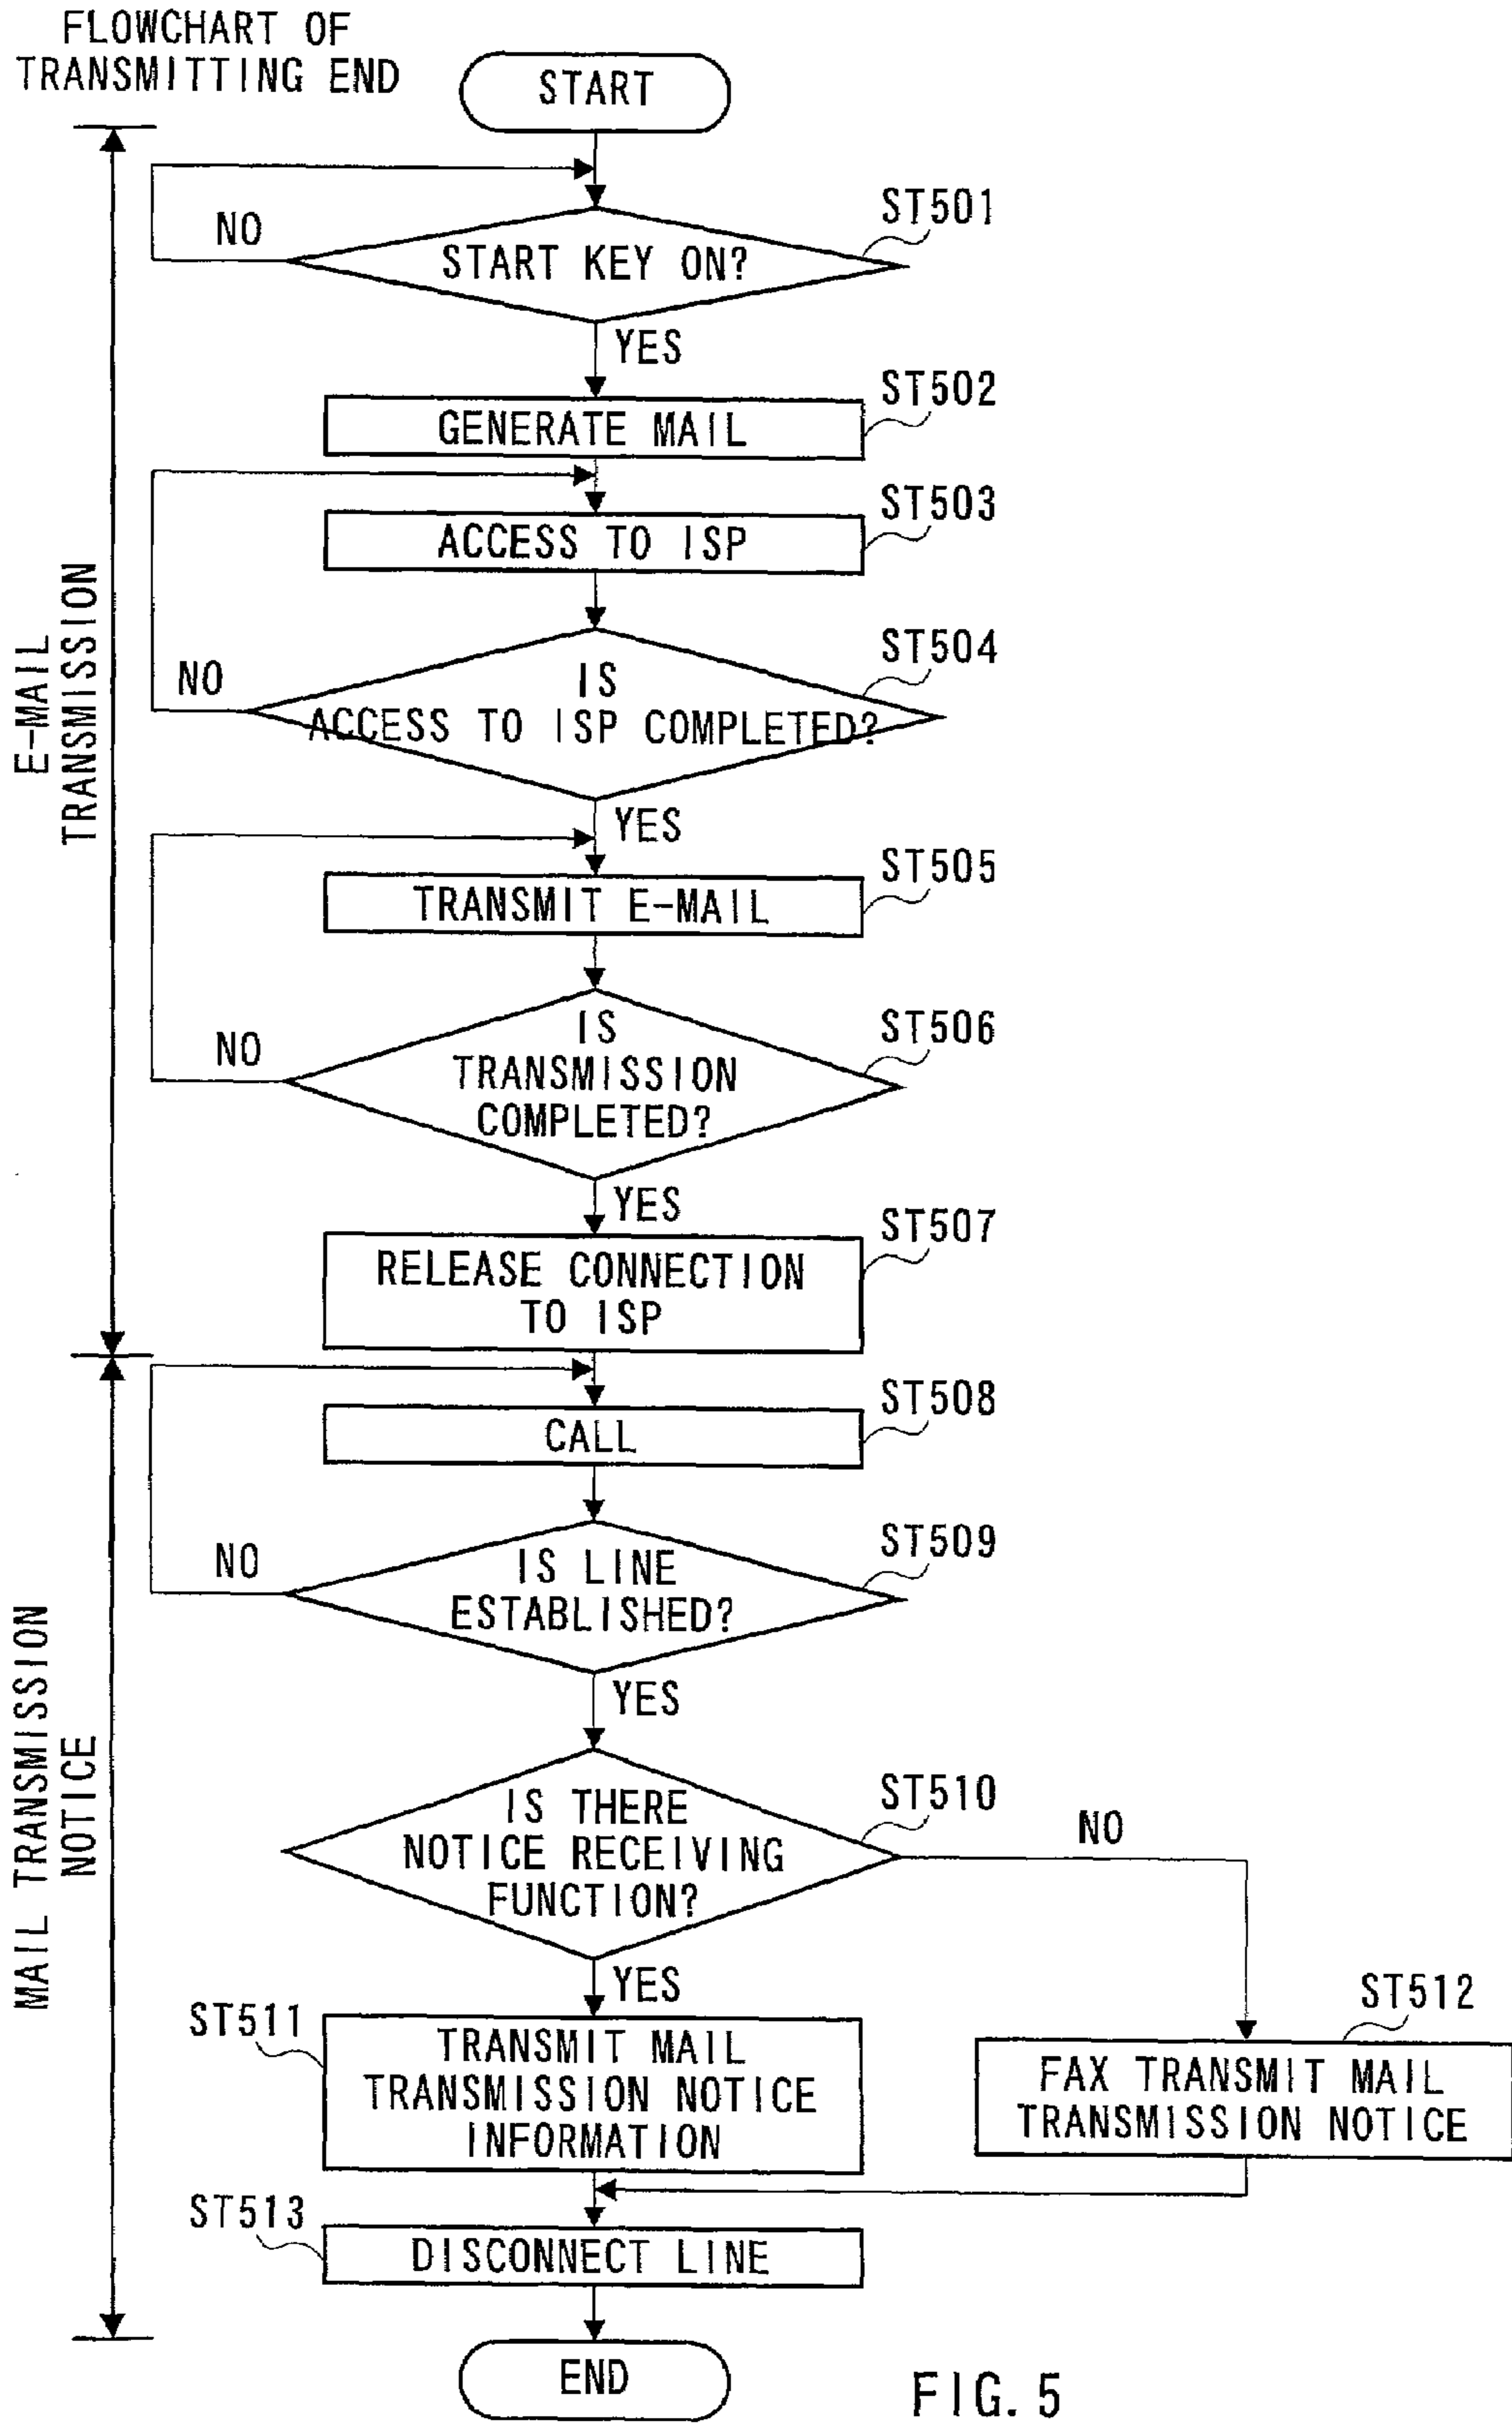 FLOWCHART OF
TRANSMITTING END
START
ST501
NO
START KEY ON?
YES
ST502
GENERATE MAIL
ST503
ACCESS TO ISP
ST504
NO
IS
ACCESS TO ISP COMPLETED?
YES
E-MAIL
TRANSMISSION
ST505
TRANSMIT E-MAIL
ST506
NO
IS
TRANSMISSION
COMPLETED?
YES
ST507
RELEASE CONNECTION
TO ISP
ST508
CALL
ST509
NO
IS LINE
ESTABLISHED?
YES
MAIL TRANSMISSION
NOTICE
ST510
IS THERE
NOTICE RECEIVING
FUNCTION?
NO
YES
ST511
TRANSMIT MAIL
TRANSMISSION NOTICE
INFORMATION
ST512
FAX TRANSMIT MAIL
TRANSMISSION NOTICE
ST513
DISCONNECT LINE
END
FIG. 5